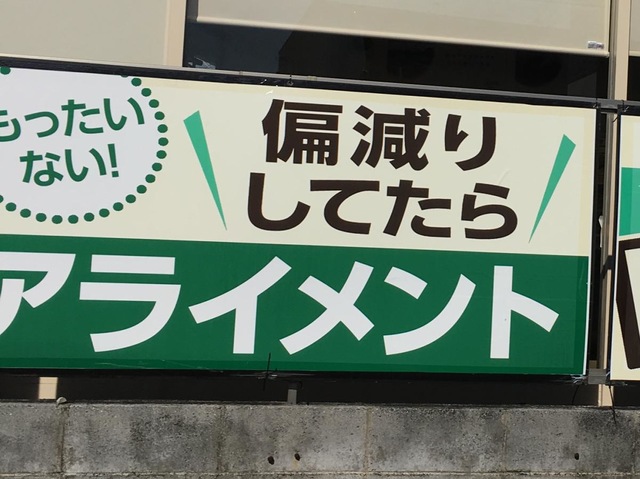 もったい
ない!
偏減り
してたら
アライメント